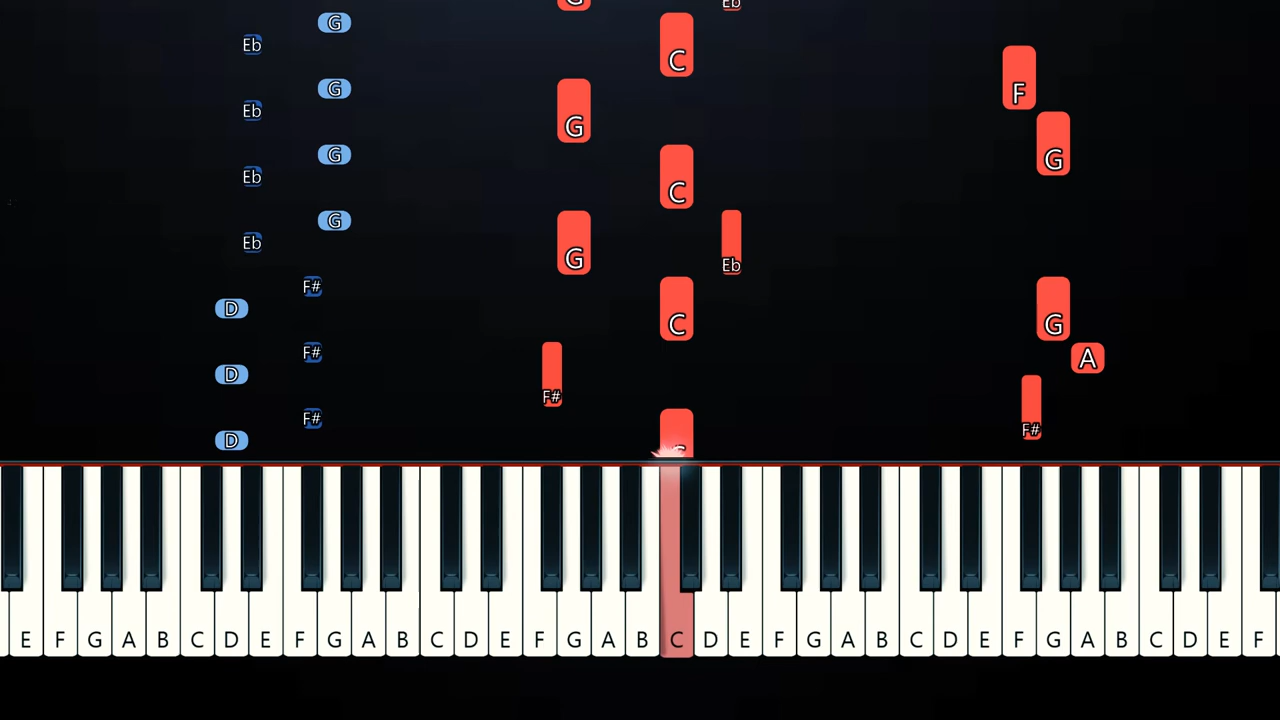 G Eb
G
Eb C
G F
Eb G
G G
Eb C
G
Eb G Eb
F#
D C G
F# A
F#
D F#
F#
D
E F G A B C D E F G A B C D E F G A B C D E F G A B C D E F G A B C D E F